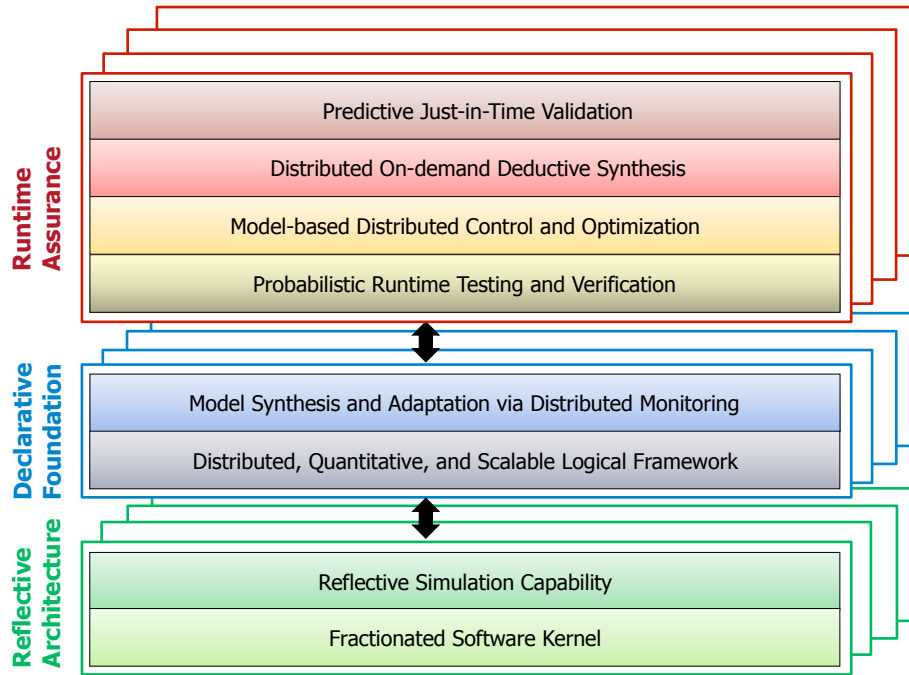 Runtime
Assurance
Predictive Just-in-Time Validation
Distributed On-demand Deductive Synthesis
Model-based Distributed Control and Optimization
Probabilistic Runtime Testing and Verification
Declarative
Foundation
Model Synthesis and Adaptation via Distributed Monitoring
Distributed, Quantitative, and Scalable Logical Framework
Reflective
Architecture
Reflective Simulation Capability
Fractionated Software Kernel